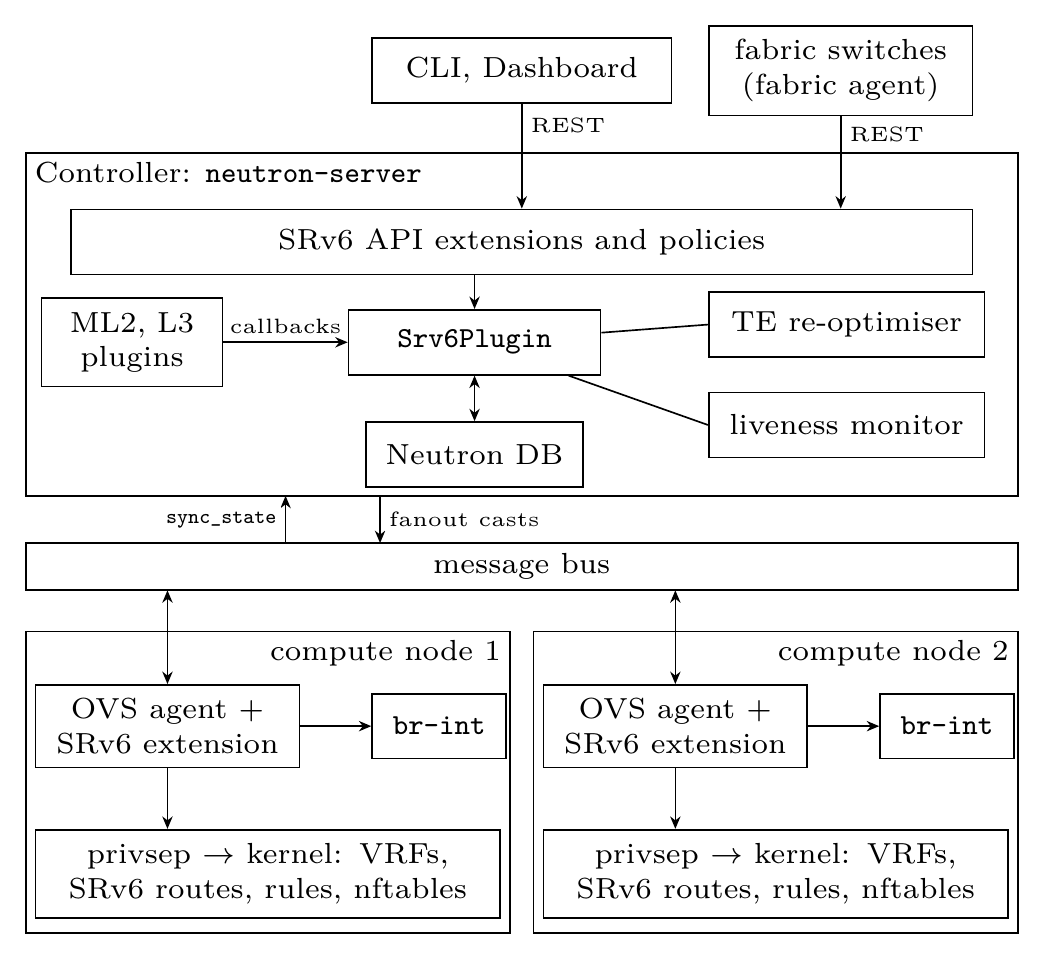 CLI, Dashboard
fabric switches
(fabric agent)
REST
REST
Controller: neutron-server
SRv6 API extensions and policies
ML2, L3
plugins
callbacks
Srv6Plugin
TE re-optimiser
liveness monitor
Neutron DB
sync_state
fanout casts
message bus
compute node 1
OVS agent +
SRv6 extension
br-int
privsep → kernel: VRFs,
SRv6 routes, rules, nftables
compute node 2
OVS agent +
SRv6 extension
br-int
privsep → kernel: VRFs,
SRv6 routes, rules, nftables